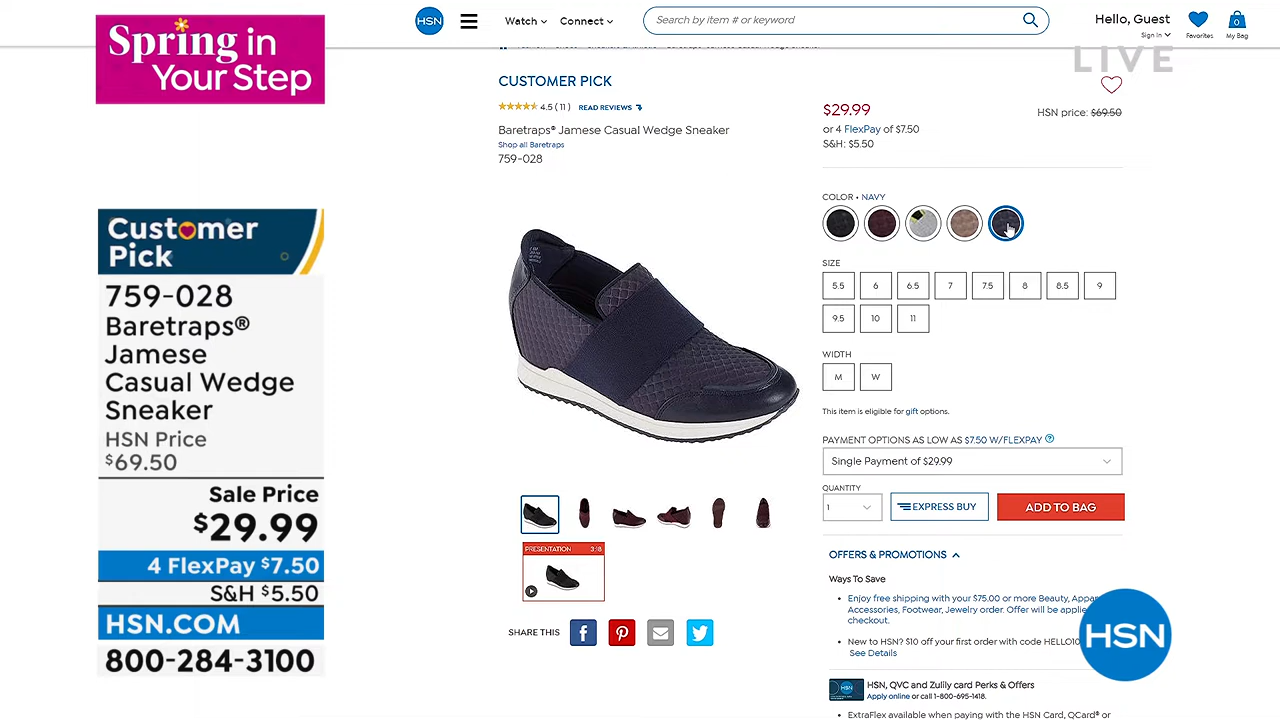 Spring in
Your Step
Customer
Pick
759-028
Baretraps®
Jamese
Casual Wedge
Sneaker
HSN Price
$69.50
Sale Price
$29.99
4 FlexPay $7.50
S&H $5.50
HSN.COM
800-284-3100
HSN
Watch
Connect
Search by item # or keyword
Hello, Guest
Sign In
Favorites
0
My Bag
LIVE
CUSTOMER PICK
4.5 ( 11 ) READ REVIEWS
Baretraps® Jamese Casual Wedge Sneaker
Shop all Baretraps
759-028
PRESENTATION 3:18
SHARE THIS
$29.99
HSN price: $69.50
or 4 FlexPay of $7.50
S&H: $5.50
COLOR • NAVY
SIZE
5.5 6 6.5 7 7.5 8 8.5 9
9.5 10 11
WIDTH
M W
This item is eligible for gift options.
PAYMENT OPTIONS AS LOW AS $7.50 W/FLEXPAY ?
Single Payment of $29.99
QUANTITY
1
EXPRESS BUY
ADD TO BAG
OFFERS & PROMOTIONS
Ways To Save
Enjoy free shipping with your $75.00 or more Beauty,
Accessories, Footwear, Jewelry order. Offer will be
checkout.
New to HSN? $10 off your first order with code
See Details
HSN
HSN, QVC and Zulily card Perks & Offers
Apply online or call 1-800-695-1418.
ExtraFlex available when paying with the HSN Card, QCard® or
HSN